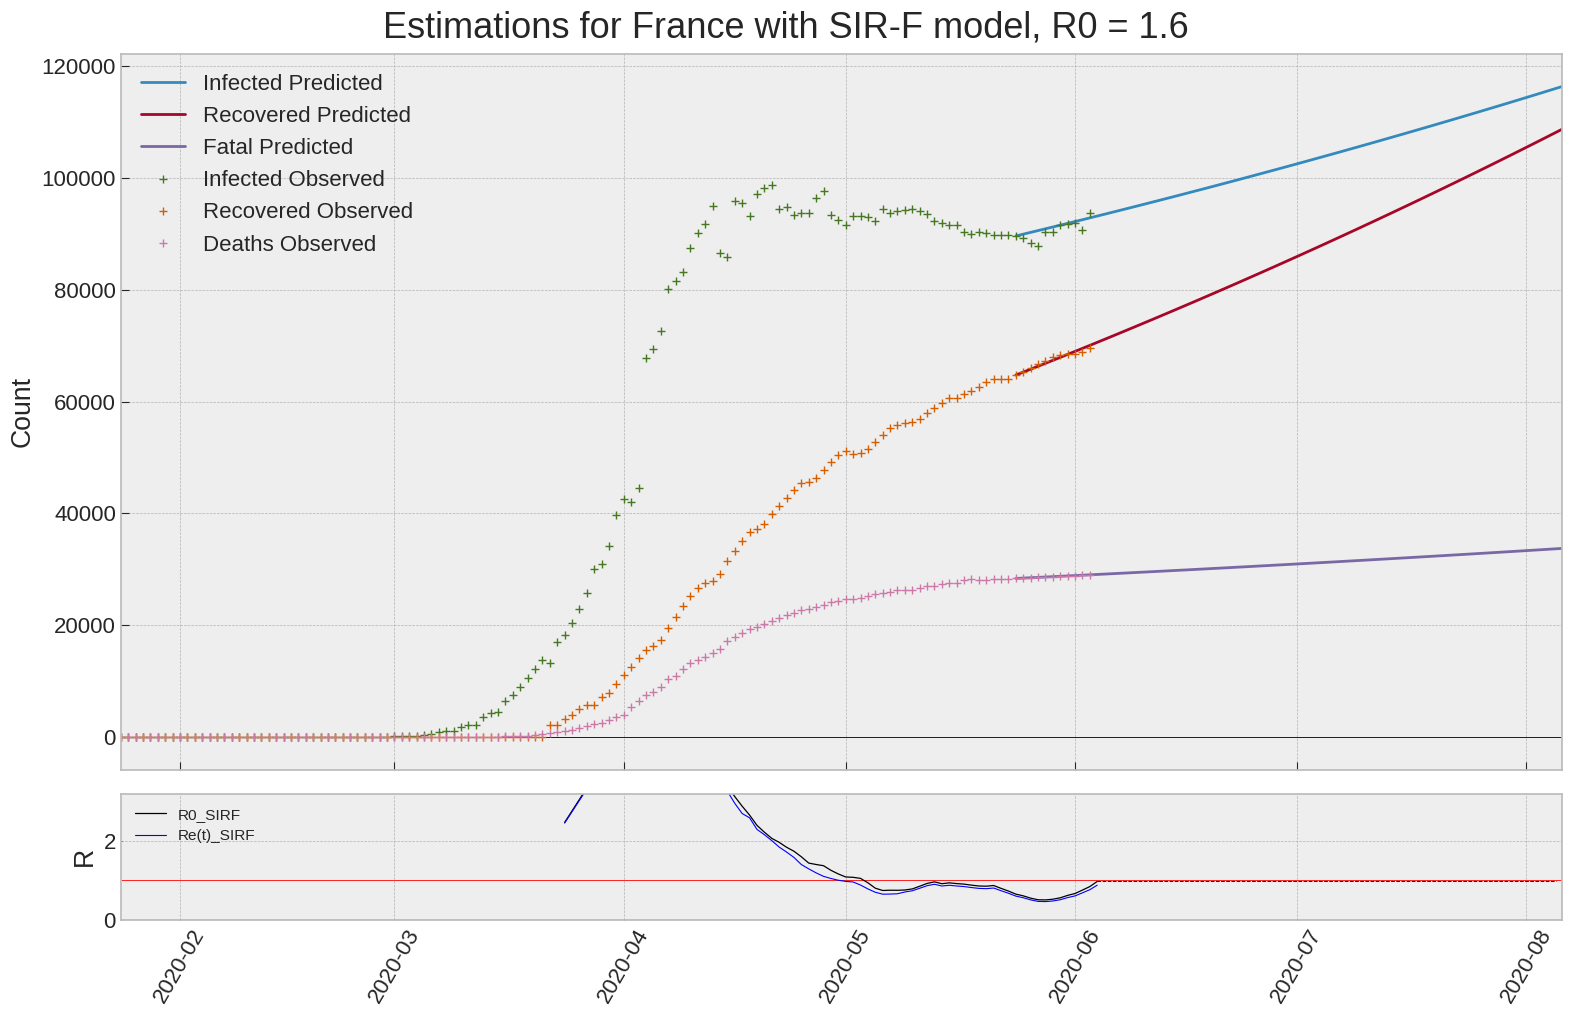 Estimations for France with SIR-F model, R0 = 1.6
120000
100000
80000
60000
40000
20000
0
Count
Infected Predicted
Recovered Predicted
Fatal Predicted
Infected Observed
Recovered Observed
Deaths Observed
R0_SIRF
Re(t)_SIRF
2
0
R
2020-02
2020-03
2020-04
2020-05
2020-06
2020-07
2020-08